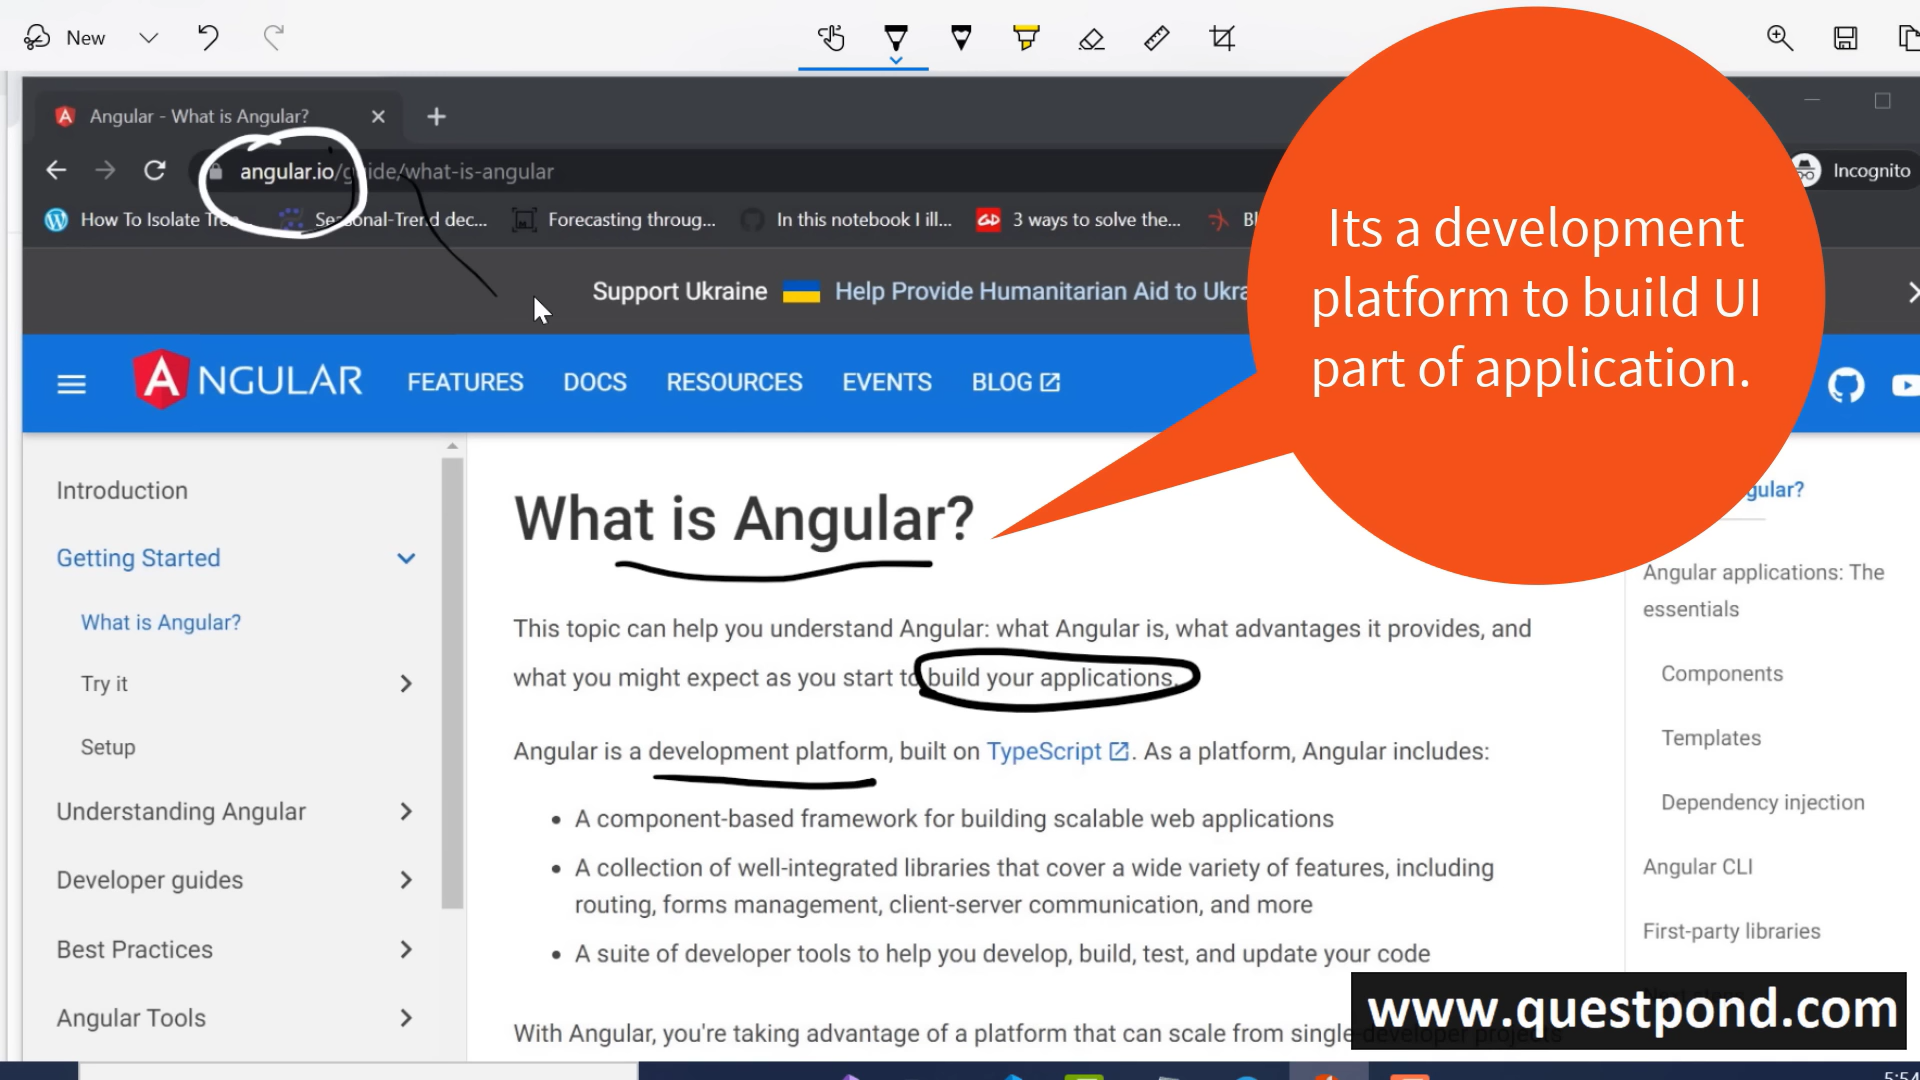 New
Angular - What is Angular?
angular.io/guide/what-is-angular
Incognito
How To Isolate Tre...
Seasonal-Trend dec...
Forecasting throug...
In this notebook I ill...
3 ways to solve the...
Bl
Support Ukraine
Help Provide Humanitarian Aid to Ukra
Its a development
platform to build UI
part of application.
ANGULAR
FEATURES
DOCS
RESOURCES
EVENTS
BLOG
Introduction
Getting Started
What is Angular?
Try it
Setup
Understanding Angular
Developer guides
Best Practices
Angular Tools
What is Angular?
This topic can help you understand Angular: what Angular is, what advantages it provides, and
what you might expect as you start to build your applications.
Angular is a development platform, built on TypeScript. As a platform, Angular includes:
• A component-based framework for building scalable web applications
• A collection of well-integrated libraries that cover a wide variety of features, including
routing, forms management, client-server communication, and more
• A suite of developer tools to help you develop, build, test, and update your code
With Angular, you're taking advantage of a platform that can scale from single-developer projects
gular?
Angular applications: The
essentials
Components
Templates
Dependency injection
Angular CLI
First-party libraries
www.questpond.com